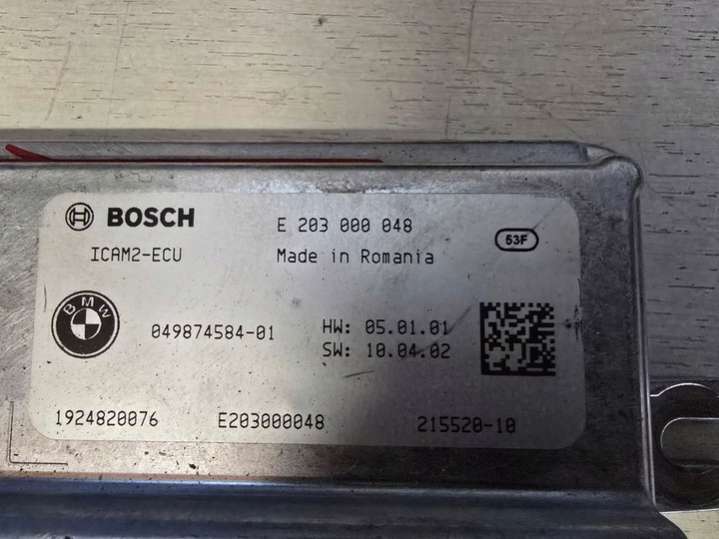 BOSCH E 203 000 048
ICAM2-ECU Made in Romania 53F
BMW
049874584-01 HW: 05.01.01
SW: 10.04.02
1924820076 E203000048 215520-10